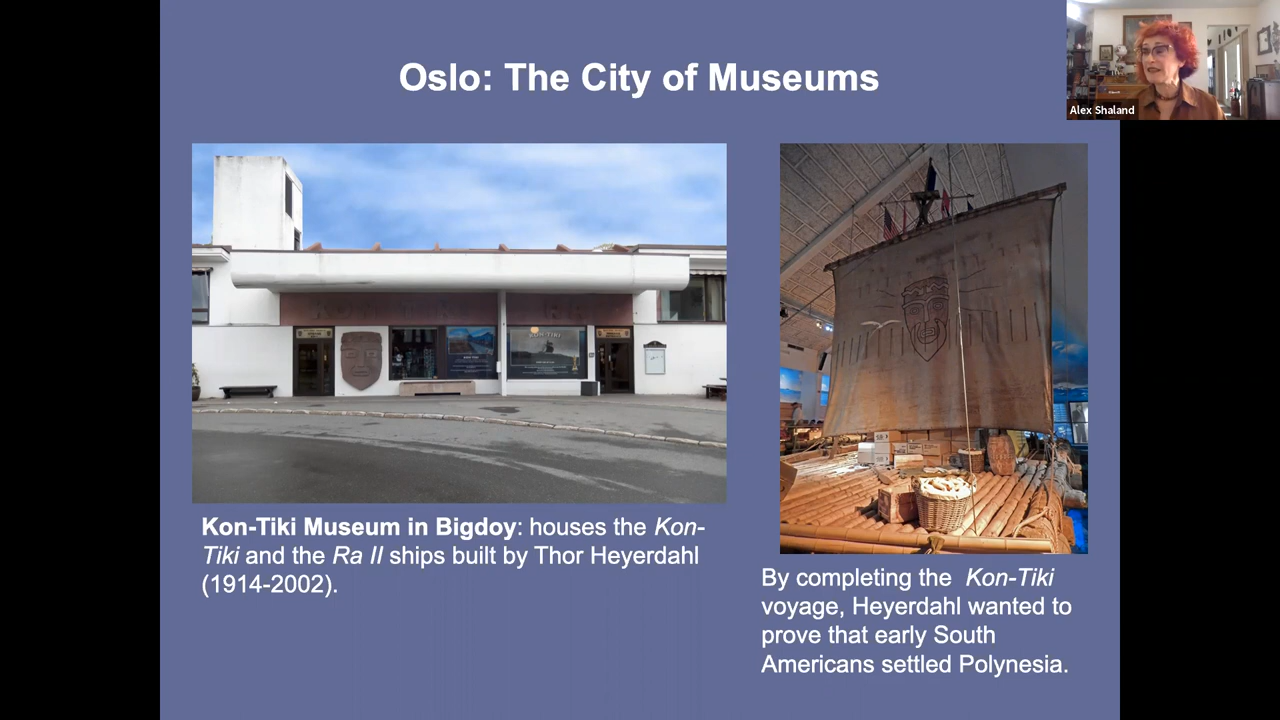 Oslo: The City of Museums
Alex Shaland
KON-TIKI
Kon-Tiki Museum in Bigdoy: houses the Kon-
Tiki and the Ra II ships built by Thor Heyerdahl
(1914-2002).
By completing the Kon-Tiki
voyage, Heyerdahl wanted to
prove that early South
Americans settled Polynesia.